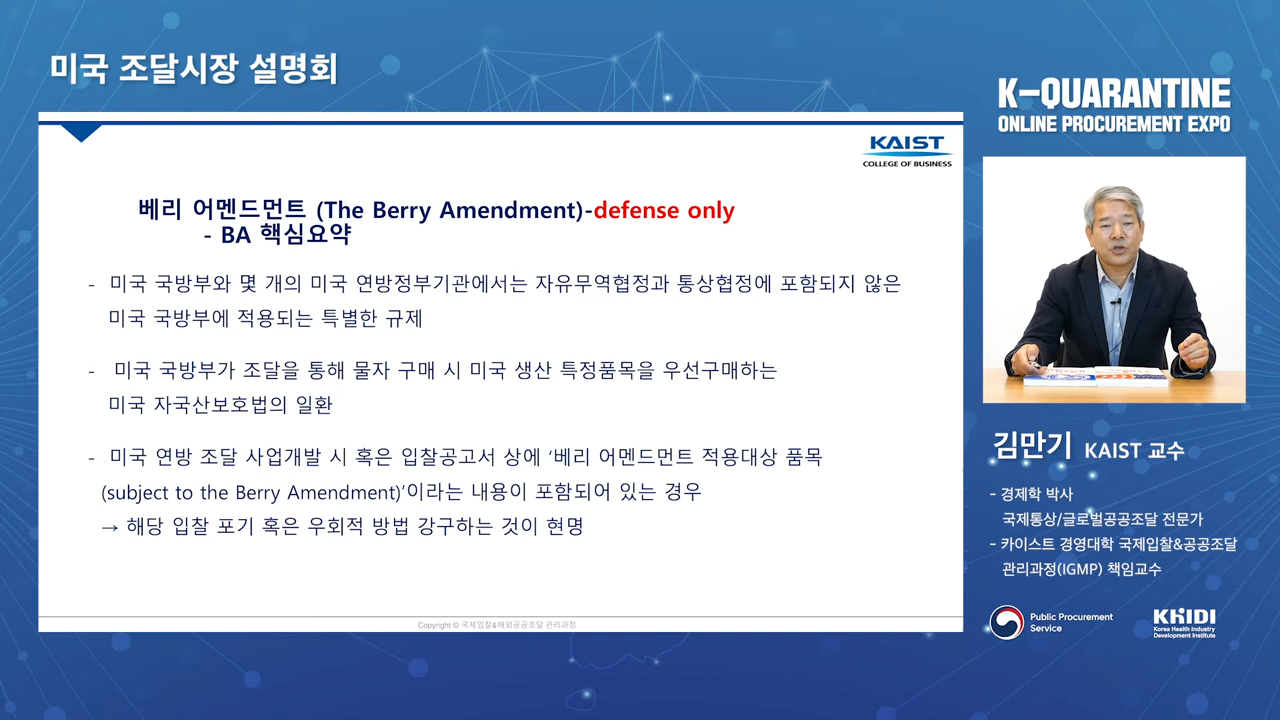 미국 조달시장 설명회
K-QUARANTINE
ONLINE PROCUREMENT EXPO
KAIST
COLLEGE OF BUSINESS
베리 어멘드먼트 (The Berry Amendment)-defense only
- BA 핵심요약
- 미국 국방부와 몇 개의 미국 연방정부기관에서는 자유무역협정과 통상협정에 포함되지 않은
미국 국방부에 적용되는 특별한 규제
- 미국 국방부가 조달을 통해 물자 구매 시 미국 생산 특정품목을 우선구매하는
미국 자국산보호법의 일환
- 미국 연방 조달 사업개발 시 혹은 입찰공고서 상에 ‘베리 어멘드먼트 적용대상 품목
(subject to the Berry Amendment)’이라는 내용이 포함되어 있는 경우
→ 해당 입찰 포기 혹은 우회적 방법 강구하는 것이 현명
Copyright © 국제입찰&해외공공조달 관리과정
김만기 KAIST 교수
- 경제학 박사
국제통상/글로벌공공조달 전문가
- 카이스트 경영대학 국제입찰&공공조달
관리과정(IGMP) 책임교수
Public Procurement
Service
KHIDI
Korea Health Industry
Development Institute